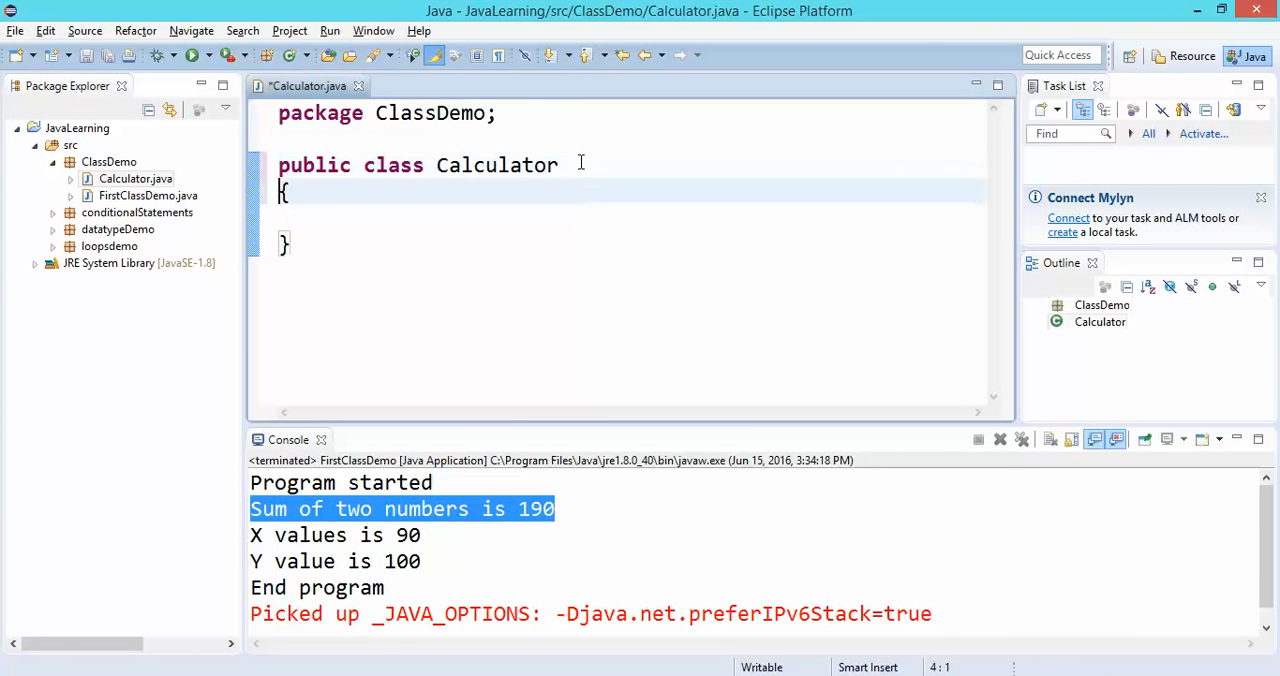 Java - JavaLearning/src/ClassDemo/Calculator.java - Eclipse Platform
File Edit Source Refactor Navigate Search Project Run Window Help
Quick Access
Resource
Java
Package Explorer
JavaLearning
src
ClassDemo
Calculator.java
FirstClassDemo.java
conditionalStatements
datatypeDemo
loopsdemo
JRE System Library [JavaSE-1.8]
*Calculator.java
package ClassDemo;
public class Calculator
{
}
Task List
Find
All
Activate...
Connect Mylyn
Connect to your task and ALM tools or
create a local task.
Outline
ClassDemo
Calculator
Console
<terminated> FirstClassDemo [Java Application] C:\Program Files\Java\jre1.8.0_40\bin\javaw.exe (Jun 15, 2016, 3:34:18 PM)
Program started
Sum of two numbers is 190
X values is 90
Y value is 100
End program
Picked up _JAVA_OPTIONS: -Djava.net.preferIPv6Stack=true
Writable
Smart Insert
4 : 1